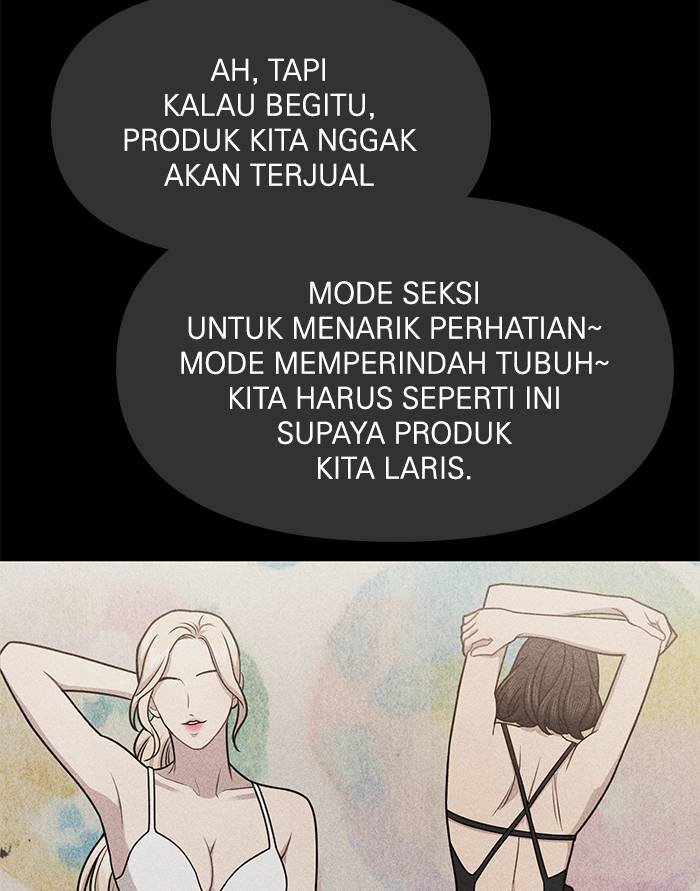 AH, TAPI
KALAU BEGITU,
PRODUK KITA NGGAK
AKAN TERJUAL
MODE SEKSI
UNTUK MENARIK PERHATIAN~
MODE MEMPERINDAH TUBUH~
KITA HARUS SEPERTI INI
SUPAYA PRODUK
KITA LARIS.